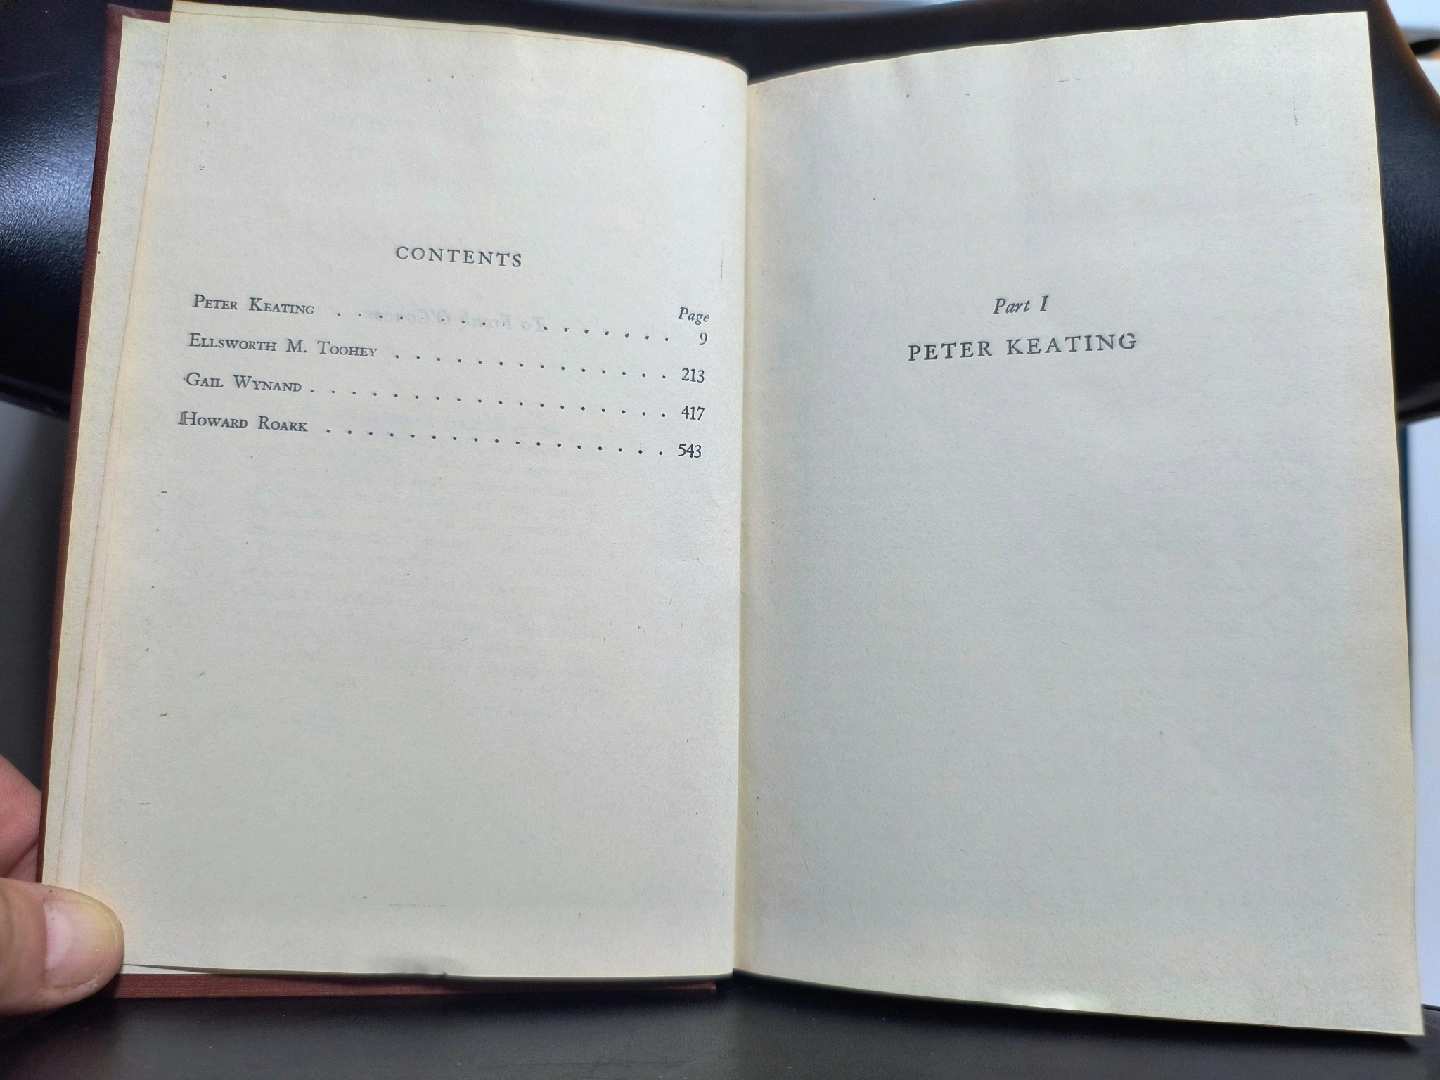 CONTENTS
Page
PETER KEATING . . . . . . . . . . . . . . . . . 9
ELLSWORTH M. TOOHEY . . . . . . . . . . . . . . 213
GAIL WYNAND . . . . . . . . . . . . . . . . . . 417
HOWARD ROARK . . . . . . . . . . . . . . . . . 543
Part I
PETER KEATING